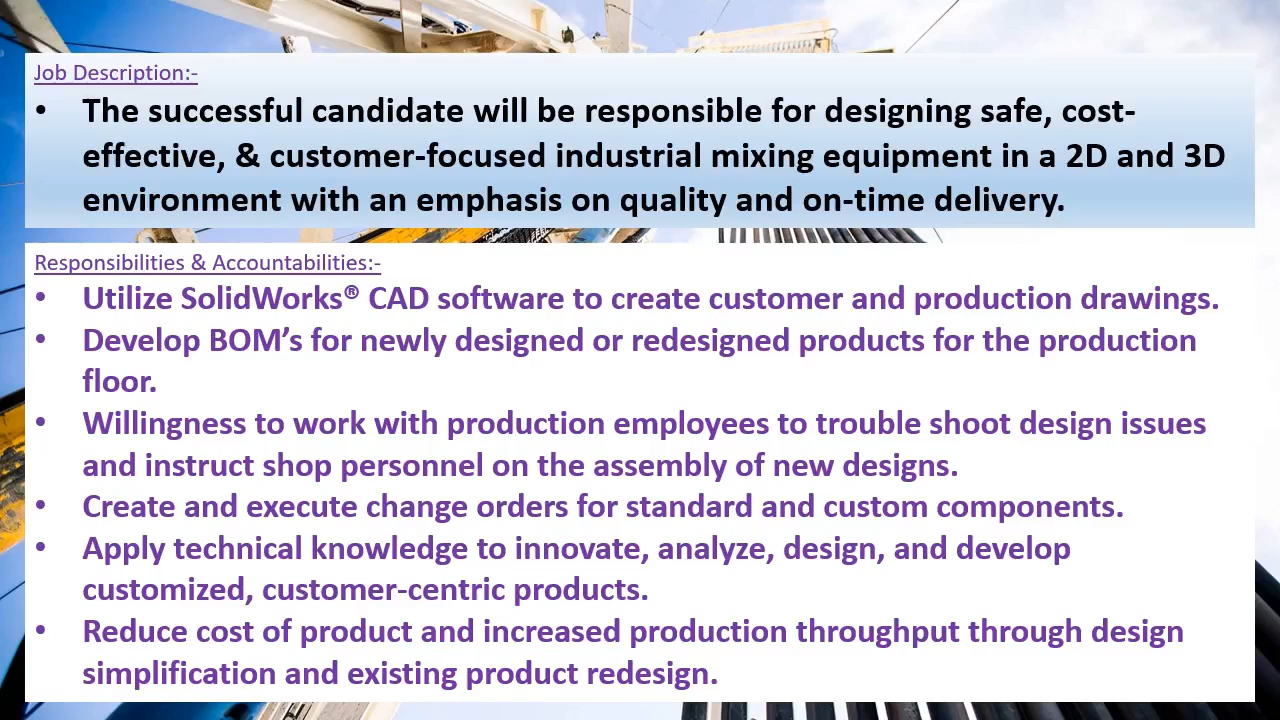 Job Description:-
• The successful candidate will be responsible for designing safe, cost-
effective, & customer-focused industrial mixing equipment in a 2D and 3D
environment with an emphasis on quality and on-time delivery.
Responsibilities & Accountabilities:-
• Utilize SolidWorks® CAD software to create customer and production drawings.
• Develop BOM’s for newly designed or redesigned products for the production
floor.
• Willingness to work with production employees to trouble shoot design issues
and instruct shop personnel on the assembly of new designs.
• Create and execute change orders for standard and custom components.
• Apply technical knowledge to innovate, analyze, design, and develop
customized, customer-centric products.
• Reduce cost of product and increased production throughput through design
simplification and existing product redesign.